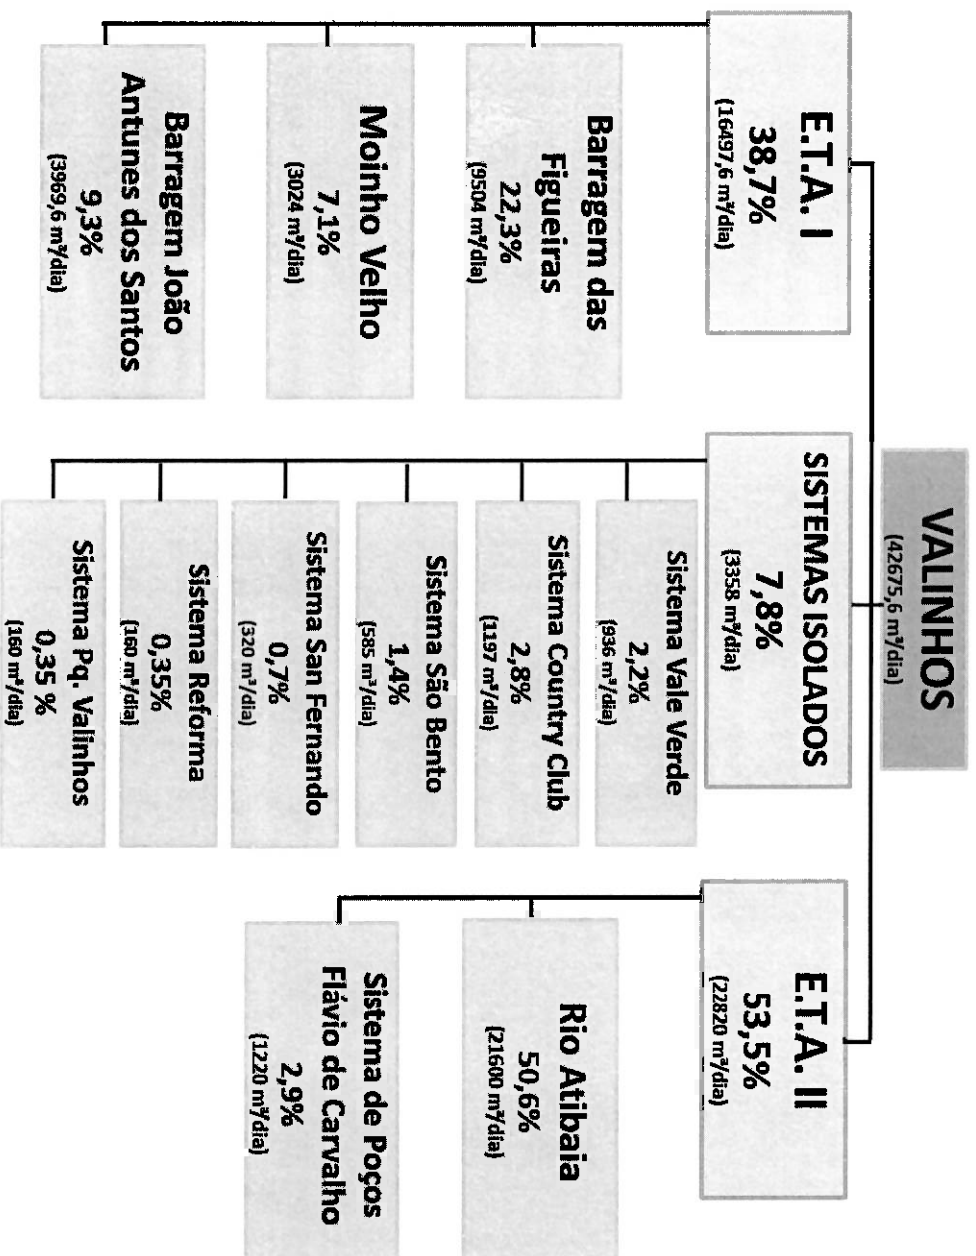 VALINHOS
(42675,6 m³/dia)
E.T.A. I
38,7%
(16497,6 m³/dia)
Barragem das
Figueiras
22,3%
(9504 m³/dia)
Moinho Velho
7,1%
(3024 m³/dia)
Barragem João
Antunes dos Santos
9,3%
(3969,6 m³/dia)
SISTEMAS ISOLADOS
7,8%
(3358 m³/dia)
Sistema Vale Verde
2,2%
(936 m³/dia)
Sistema Country Club
2,8%
(1197 m³/dia)
Sistema São Bento
1,4%
(585 m³/dia)
Sistema San Fernando
0,7%
(320 m³/dia)
Sistema Reforma
0,35%
(160 m³/dia)
Sistema Pq. Valinhos
0,35 %
(160 m³/dia)
E.T.A. II
53,5%
(22820 m³/dia)
Rio Atibaia
50,6%
(21600 m³/dia)
Sistema de Poços
Flávio de Carvalho
2,9%
(1220 m³/dia)